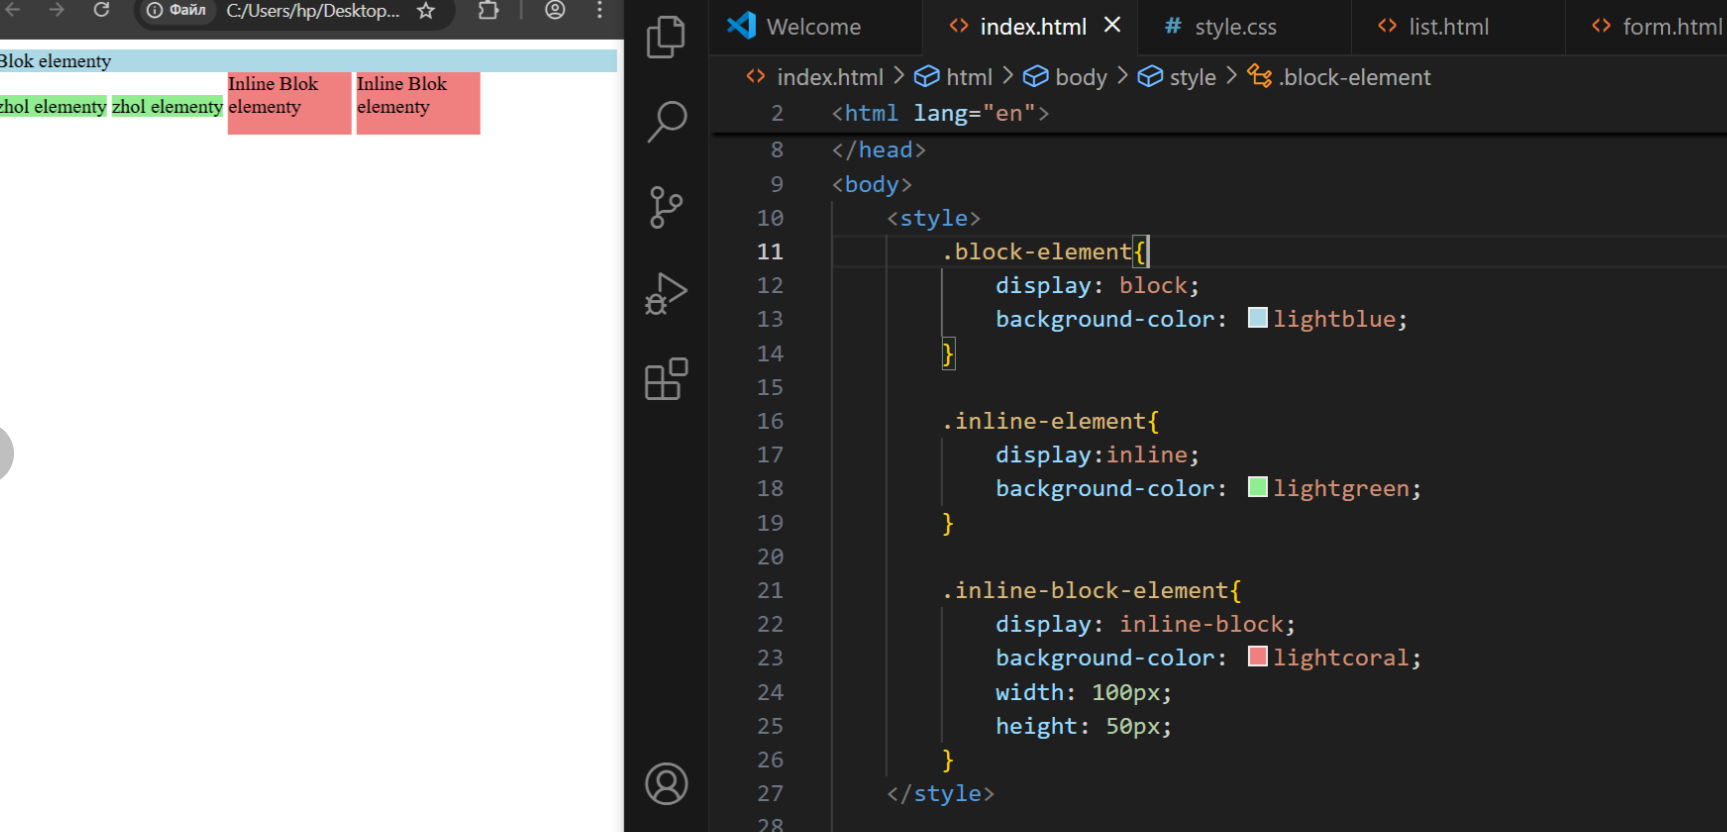 Файл
C:/Users/hp/Desktop...
Blok elementy
zhol elementy zhol elementy Inline Blok elementy Inline Blok elementy
Welcome
index.html
# style.css
<> list.html
<> form.html
<> index.html > html > body > style > .block-element
2 <html lang="en">
8 </head>
9 <body>
10 <style>
11 .block-element{
12 display: block;
13 background-color: lightblue;
14 }
15
16 .inline-element{
17 display:inline;
18 background-color: lightgreen;
19 }
20
21 .inline-block-element{
22 display: inline-block;
23 background-color: lightcoral;
24 width: 100px;
25 height: 50px;
26 }
27 </style>
28